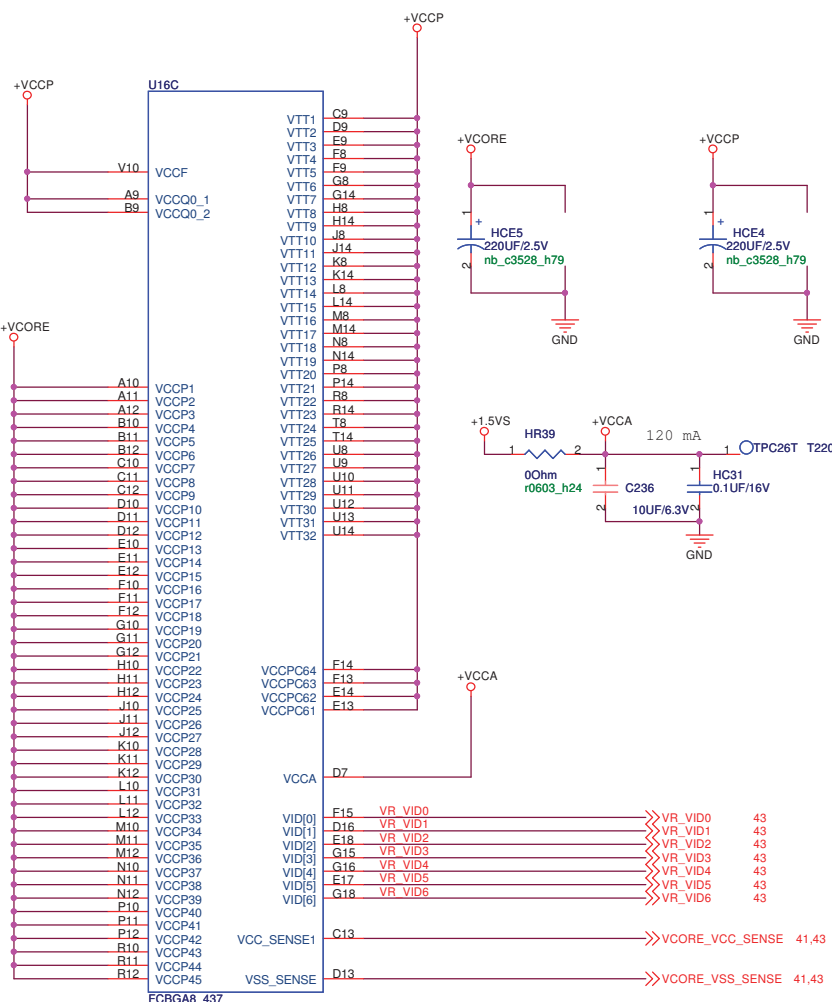 +VCCP
+VCCP
U16C
V10 VCCF
A9 VCCQ0_1
B9 VCCQ0_2
+VCORE
A10 VCCP1
A11 VCCP2
A12 VCCP3
B10 VCCP4
B11 VCCP5
B12 VCCP6
C10 VCCP7
C11 VCCP8
C12 VCCP9
D10 VCCP10
D11 VCCP11
D12 VCCP12
E10 VCCP13
E11 VCCP14
E12 VCCP15
F10 VCCP16
F11 VCCP17
F12 VCCP18
G10 VCCP19
G11 VCCP20
G12 VCCP21
H10 VCCP22
H11 VCCP23
H12 VCCP24
J10 VCCP25
J11 VCCP26
J12 VCCP27
K10 VCCP28
K11 VCCP29
K12 VCCP30
L10 VCCP31
L11 VCCP32
L12 VCCP33
M10 VCCP34
M11 VCCP35
M12 VCCP36
N10 VCCP37
N11 VCCP38
N12 VCCP39
P10 VCCP40
P11 VCCP41
P12 VCCP42
R10 VCCP43
R11 VCCP44
R12 VCCP45
VTT1 C9
VTT2 D9
VTT3 E9
VTT4 F8
VTT5 F9
VTT6 G8
VTT7 G14
VTT8 H8
VTT9 H14
VTT10 J8
VTT11 J14
VTT12 K8
VTT13 K14
VTT14 L8
VTT15 L14
VTT16 M8
VTT17 M14
VTT18 N8
VTT19 N14
VTT20 P8
VTT21 P14
VTT22 R8
VTT23 R14
VTT24 T8
VTT25 T14
VTT26 U8
VTT27 U9
VTT28 U10
VTT29 U11
VTT30 U12
VTT31 U13
VTT32 U14
VCCPC64 F14
VCCPC63 F13
VCCPC62 E14
VCCPC61 E13
+VCCA
VCCA D7
VID[0] F15 VR_VID0 VR_VID0 43
VID[1] D16 VR_VID1 VR_VID1 43
VID[2] E18 VR_VID2 VR_VID2 43
VID[3] G15 VR_VID3 VR_VID3 43
VID[4] G16 VR_VID4 VR_VID4 43
VID[5] E17 VR_VID5 VR_VID5 43
VID[6] G18 VR_VID6 VR_VID6 43
VCC_SENSE1 C13 VCORE_VCC_SENSE 41,43
VSS_SENSE D13 VCORE_VSS_SENSE 41,43
FCBGA8_437
+VCORE
1
+
HCE5
220UF/2.5V
2
nb_c3528_h79
GND
+VCCP
1
+
HCE4
220UF/2.5V
2
nb_c3528_h79
GND
+1.5VS
+VCCA
HR39
120 mA
1 2
1 TPC26T T220
0Ohm
r0603_h24
1
C236
2
10UF/6.3V
1
HC31
0.1UF/16V
2
GND